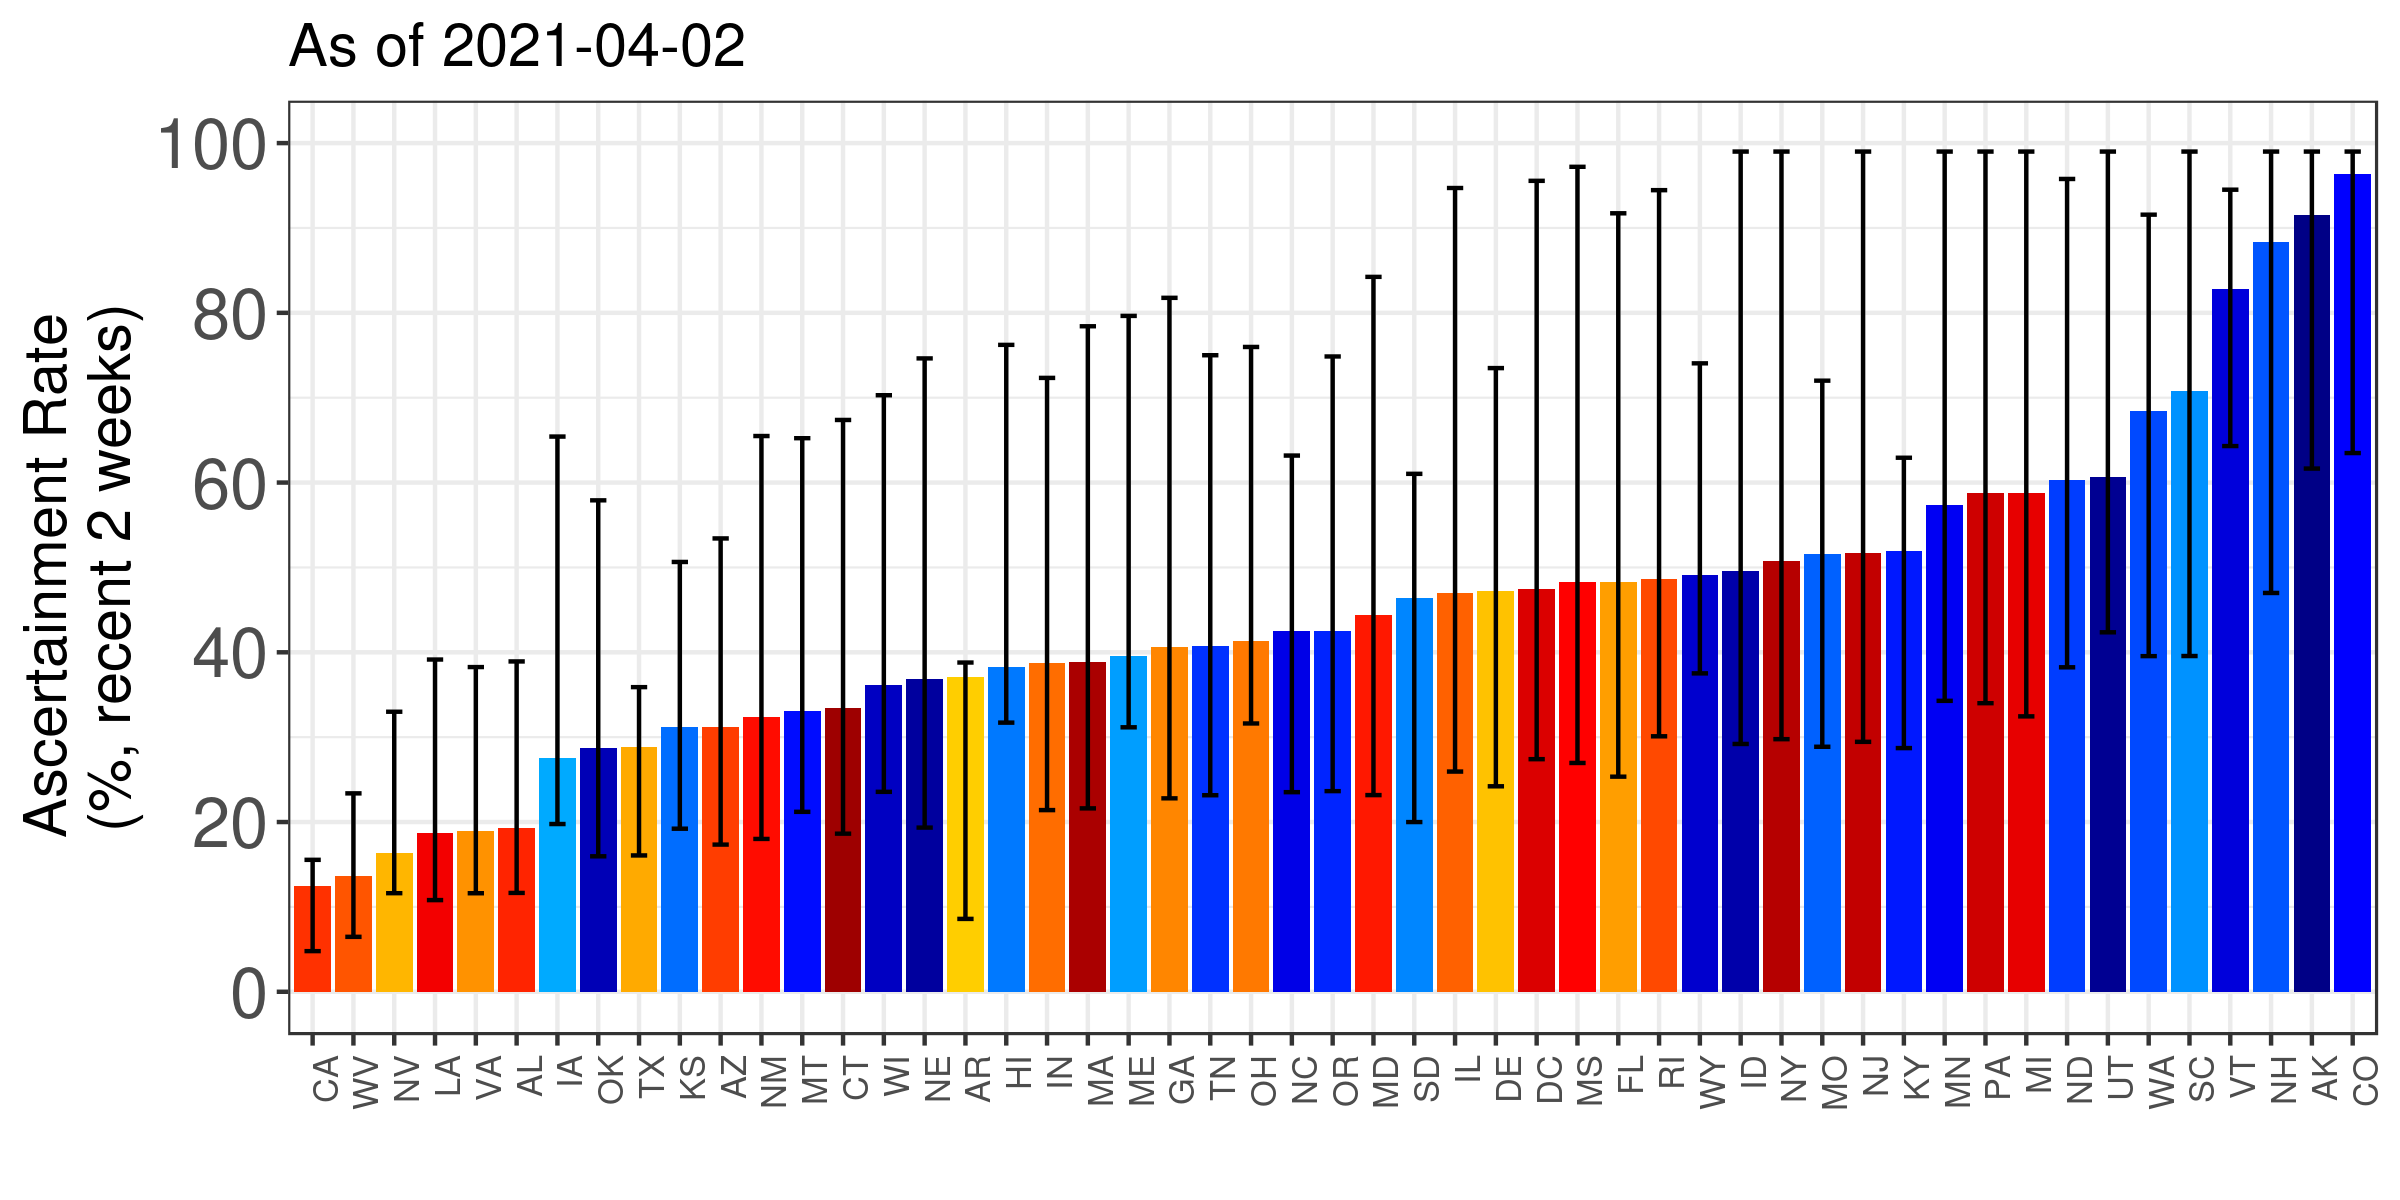 As of 2021-04-02
Ascertainment Rate
(%, recent 2 weeks)
100
80
60
40
20
0
CA WV NV LA VA AL IA OK TX KS AZ NM MT CT WI NE AR HI IN MA ME GA TN OH NC OR MD SD IL DE DC MS FL RI WY ID NY MO NJ KY MN PA MI ND UT WA SC VT NH AK CO